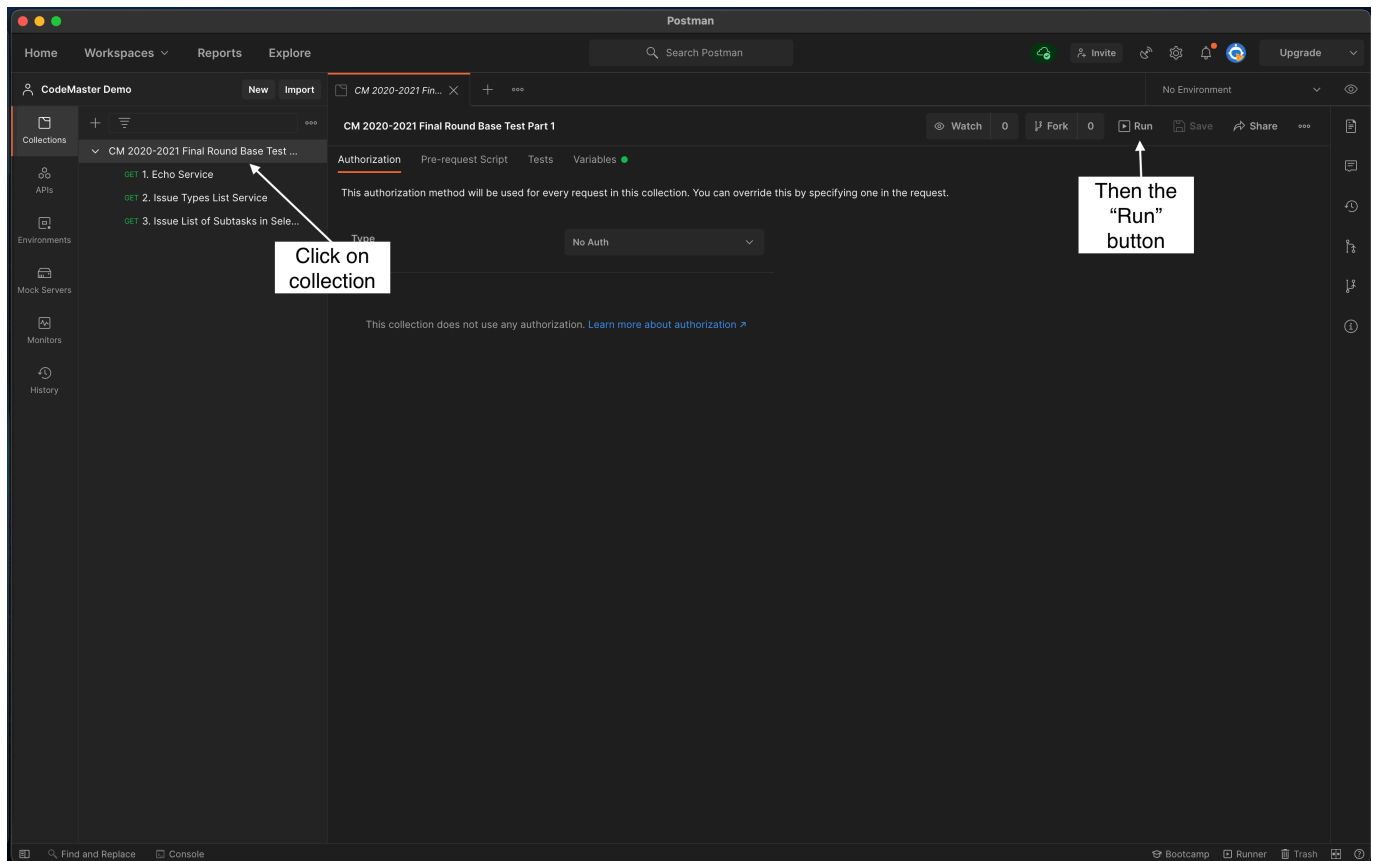 Postman
Home Workspaces Reports Explore
Search Postman
Invite
Upgrade
CodeMaster Demo
New Import
CM 2020-2021 Fin...
No Environment
Collections
CM 2020-2021 Final Round Base Test Part 1
Watch 0 Fork 0 Run Save Share
CM 2020-2021 Final Round Base Test ...
Authorization Pre-request Script Tests Variables
GET 1. Echo Service
APIs
This authorization method will be used for every request in this collection. You can override this by specifying one in the request.
GET 2. Issue Types List Service
GET 3. Issue List of Subtasks in Sele...
Then the
“Run”
button
Environments
Type
No Auth
Click on
collection
Mock Servers
This collection does not use any authorization. Learn more about authorization
Monitors
History
Find and Replace Console
Bootcamp Runner Trash